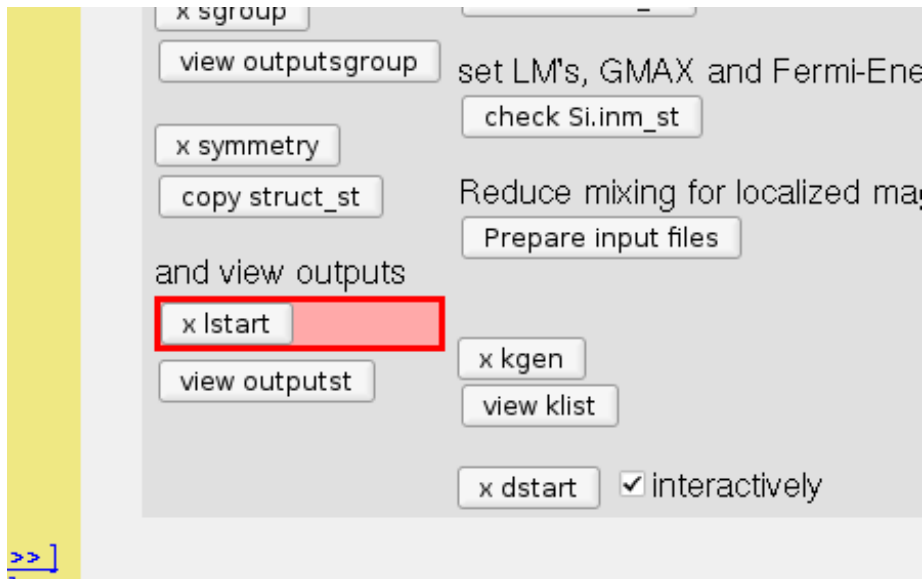 x sgroup
view outputsgroup
set LM's, GMAX and Fermi-Ene
check Si.inm_st
x symmetry
copy struct_st
Reduce mixing for localized mag
Prepare input files
and view outputs
x lstart
x kgen
view outputst
view klist
x dstart
interactively
>>]